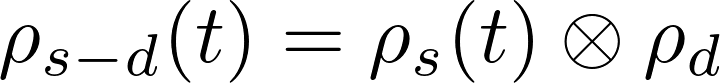 ρ_{s−d}(t) = ρ_s(t) ⊗ ρ_d